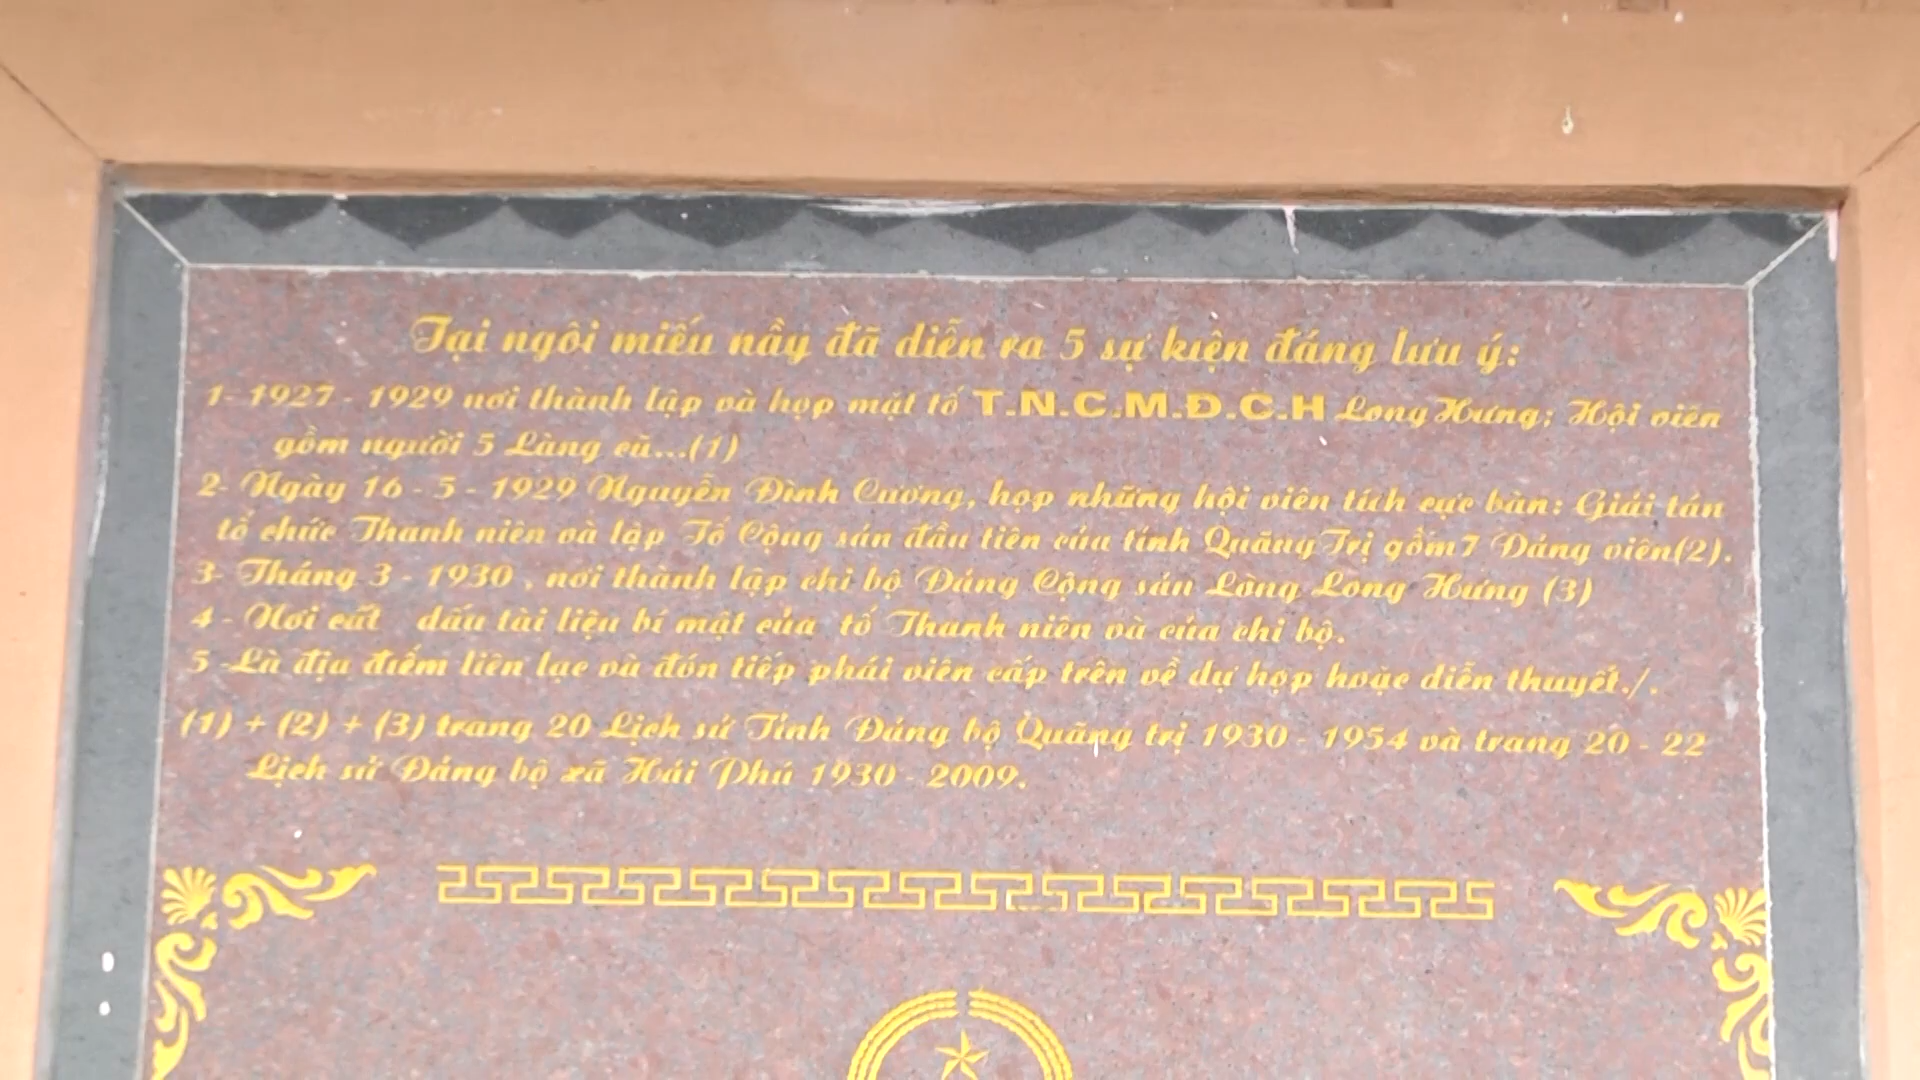 Tại ngôi miếu nầy đã diễn ra 5 sự kiện đáng lưu ý:
1- 1927 - 1929 nơi thành lập và họp mặt tổ T.N.C.M.Đ.C.H Long Hưng; Hội viên
gồm người 5 Làng cũ...(1)
2- Ngày 16 - 5 - 1929 Nguyễn Đình Cương, họp những hội viên tích cực bàn: Giải tán
tổ chức Thanh niên và lập Tổ Cộng sản đầu tiên của tỉnh Quãng Trị gồm 7 Đảng viên(2).
3- Tháng 3 - 1930 , nơi thành lập chi bộ Đảng Cộng sản Lòng Long Hưng (3)
4 - Nơi cất dấu tài liệu bí mật của tổ Thanh niên và của chi bộ.
5 -Là địa điểm liên lạc và đón tiếp phái viên cấp trên về dự họp hoặc diễn thuyết./.
(1) + (2) + (3) trang 20 Lịch sử Tỉnh Đảng bộ Quãng trị 1930 - 1954 và trang 20 - 22
Lịch sử Đảng bộ xã Hải Phú 1930 - 2009.